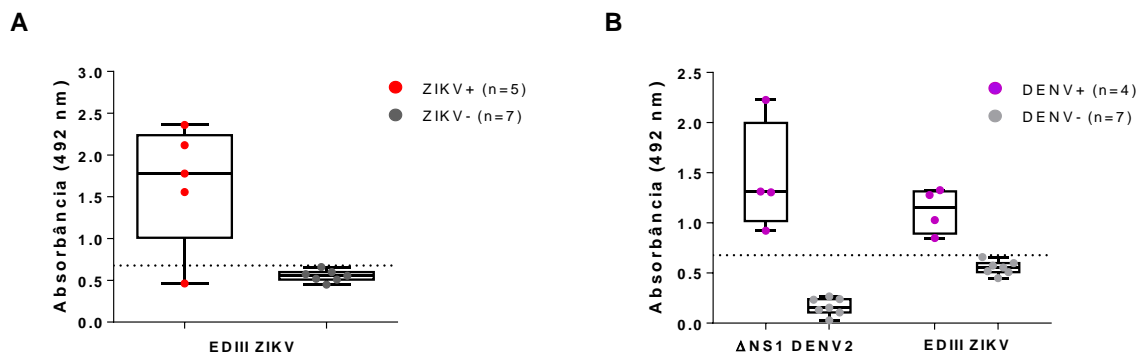 A
Absorbância (492 nm)
3.0
2.5
2.0
1.5
1.0
0.5
0.0
ZIKV+ (n=5)
ZIKV- (n=7)
EDIII ZIKV
B
Absorbância (492 nm)
2.5
2.0
1.5
1.0
0.5
0.0
DENV+ (n=4)
DENV- (n=7)
ΔNS1 DENV2
EDIII ZIKV